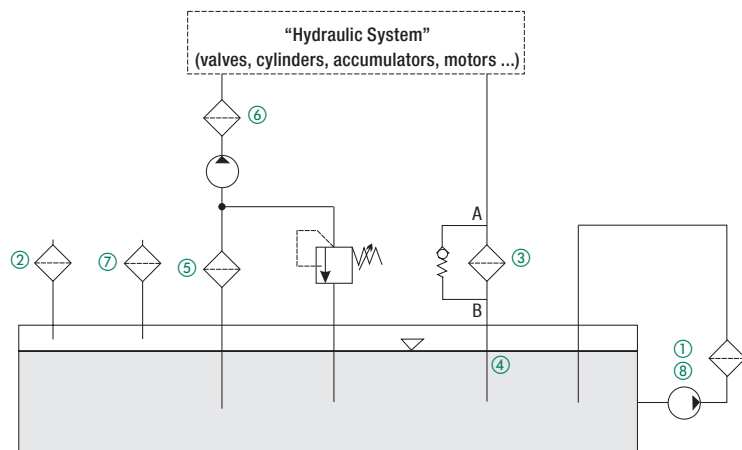 “Hydraulic System”
(valves, cylinders, accumulators, motors ...)
⑥
A
②
⑦
⑤
③
B
①
④
⑧